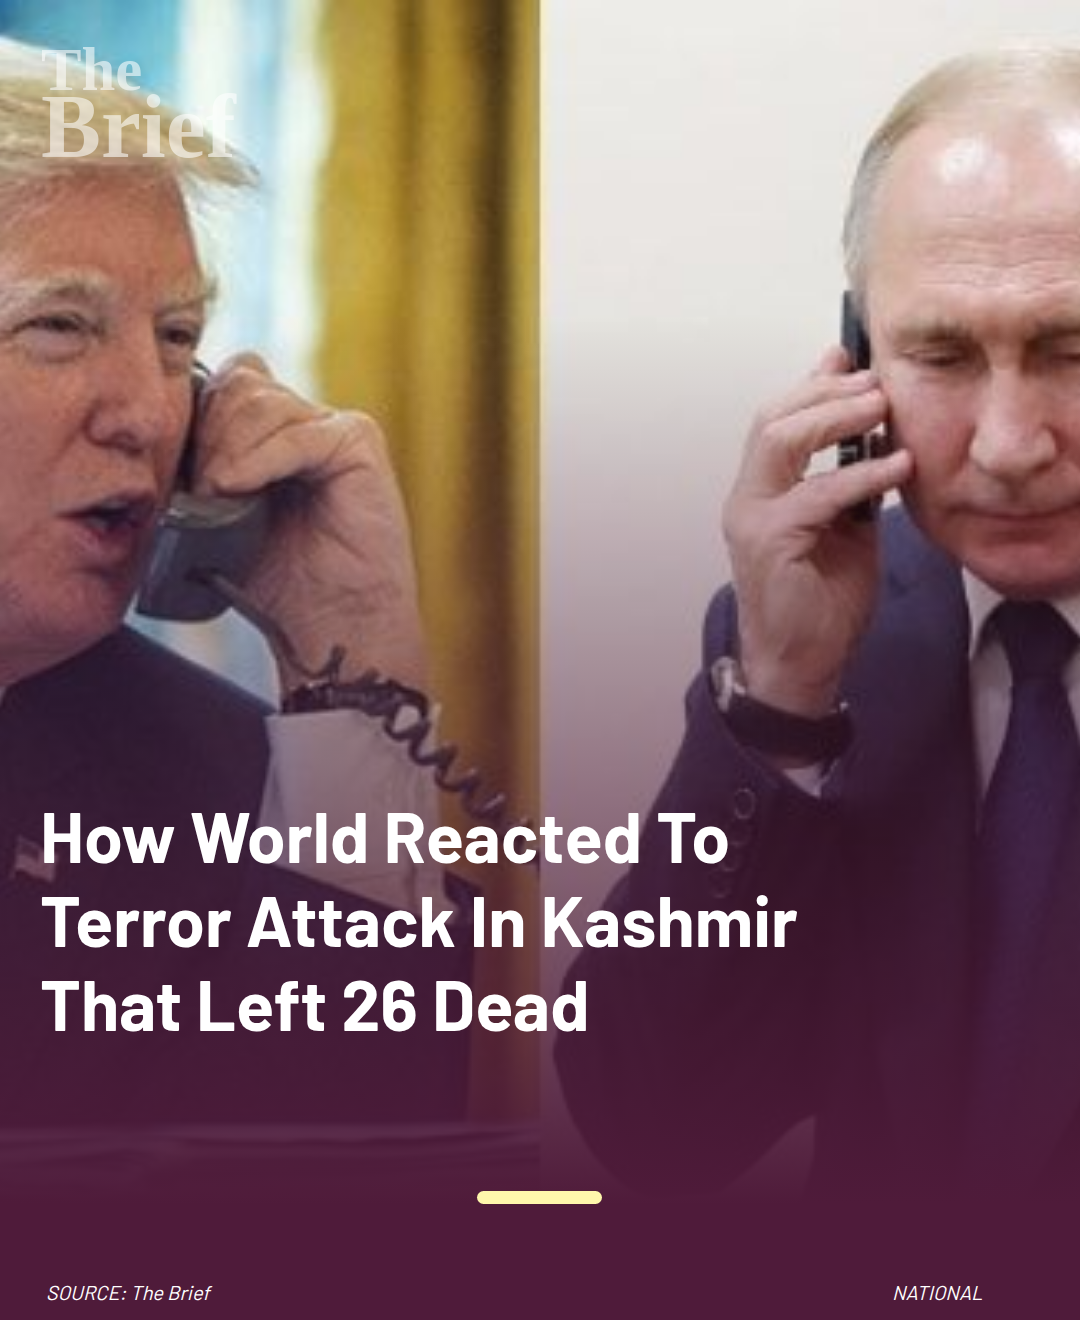 The
Brief
How World Reacted To
Terror Attack In Kashmir
That Left 26 Dead
SOURCE: The Brief
NATIONAL